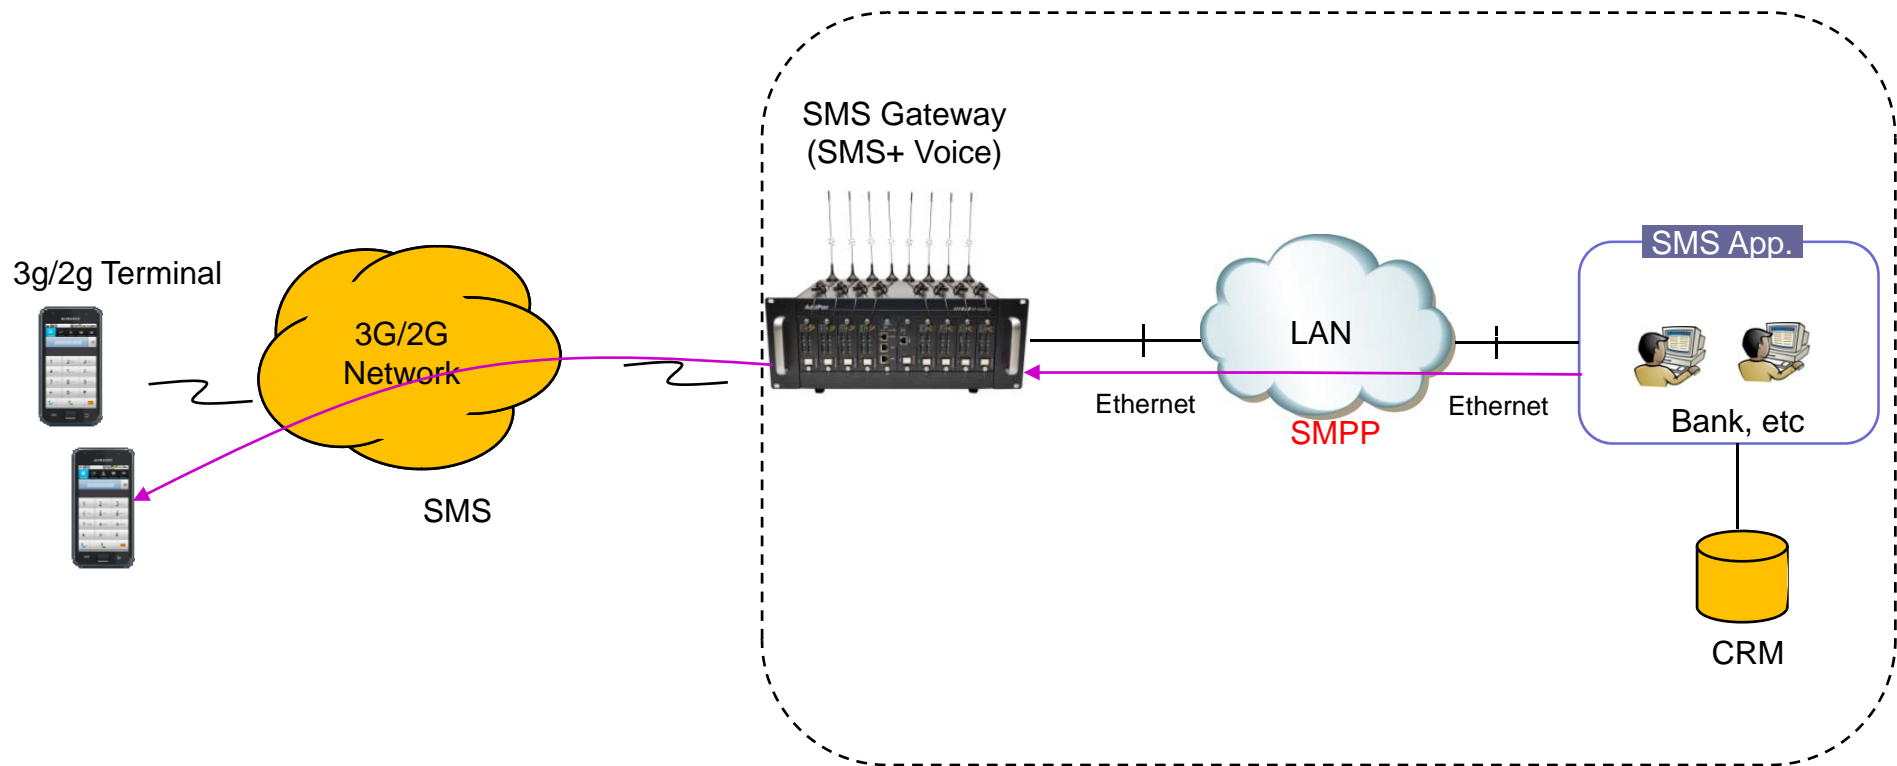 SMS Gateway
(SMS+ Voice)
SMS App.
3g/2g Terminal
3G/2G
Network
LAN
Ethernet
Ethernet
SMPP
Bank, etc
SMS
CRM